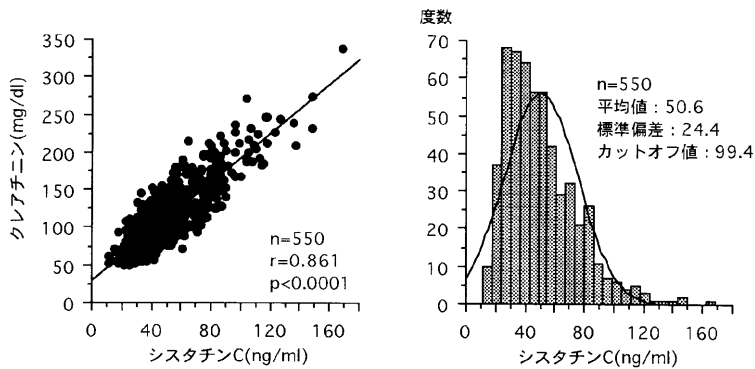 クレアチニン(mg/dl)
350
300
250
200
150
100
50
0
n=550
r=0.861
p<0.0001
0 40 80 120 160
シスタチンC(ng/ml)
度数
70
60
50
40
30
20
10
0
n=550
平均値：50.6
標準偏差：24.4
カットオフ値：99.4
0 40 80 120 160
シスタチンC(ng/ml)